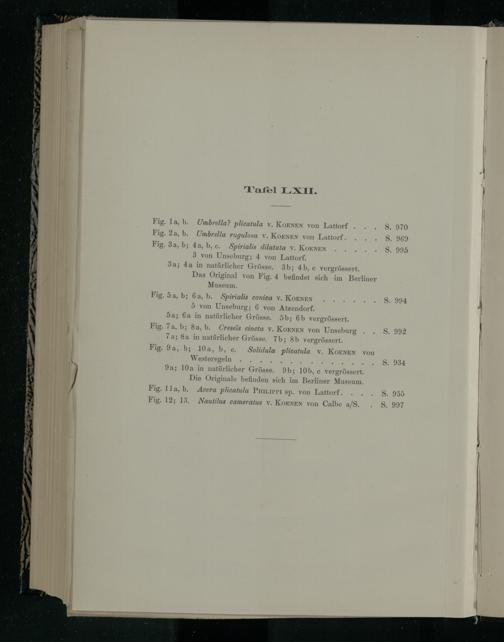 Tafel LXII.
Fig. 1a, b. Umbrella? plicatula v. Koenen von Lattorf . . . S. 970
Fig. 2a, b. Umbrella rugulosa v. Koenen von Lattorf. . . . S. 969
Fig. 3a, b; 4a, b, c. Spirialis dilatata v. Koenen . . . . . S. 995
3 von Unseburg; 4 von Lattorf.
3a; 4a in natürlicher Grösse. 3b; 4b, c vergrössert.
Das Original von Fig. 4 befindet sich im Berliner
Museum.
Fig. 5a, b; 6a, b. Spirialis conica v. Koenen . . . . . . S. 994
5 von Unseburg; 6 von Atzendorf.
5a; 6a in natürlicher Grösse. 5b; 6b vergrössert.
Fig. 7a, b; 8a, b. Creseis cincta v. Koenen von Unseburg . . S. 992
7a; 8a in natürlicher Grösse. 7b; 8b vergrössert.
Fig. 9a, b; 10a, b, c. Solidula plicatula v. Koenen von
Westeregeln . . . . . . . . . . . . . . S. 934
9a; 10a in natürlicher Grösse. 9b; 10b, c vergrössert.
Die Originale befinden sich im Berliner Museum.
Fig. 11a, b. Acera plicatula Philippi sp. von Lattorf. . . . S. 955
Fig. 12; 13. Nautilus cameratus v. Koenen von Calbe a/S. . S. 997